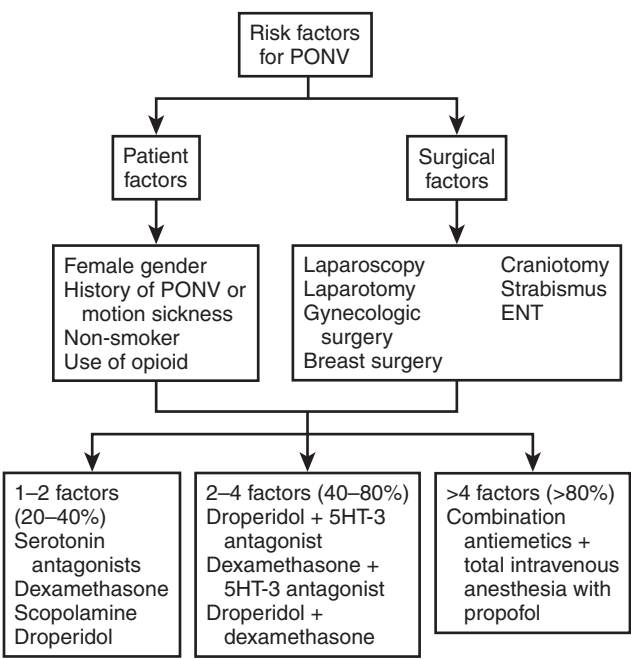 Risk factors
for PONV
Patient
factors
Surgical
factors
Female gender
History of PONV or
motion sickness
Non-smoker
Use of opioid
Laparoscopy
Laparotomy
Gynecologic
surgery
Breast surgery
Craniotomy
Strabismus
ENT
1–2 factors
(20–40%)
Serotonin
antagonists
Dexamethasone
Scopolamine
Droperidol
2–4 factors (40–80%)
Droperidol + 5HT-3
antagonist
Dexamethasone +
5HT-3 antagonist
Droperidol +
dexamethasone
>4 factors (>80%)
Combination
antiemetics +
total intravenous
anesthesia with
propofol